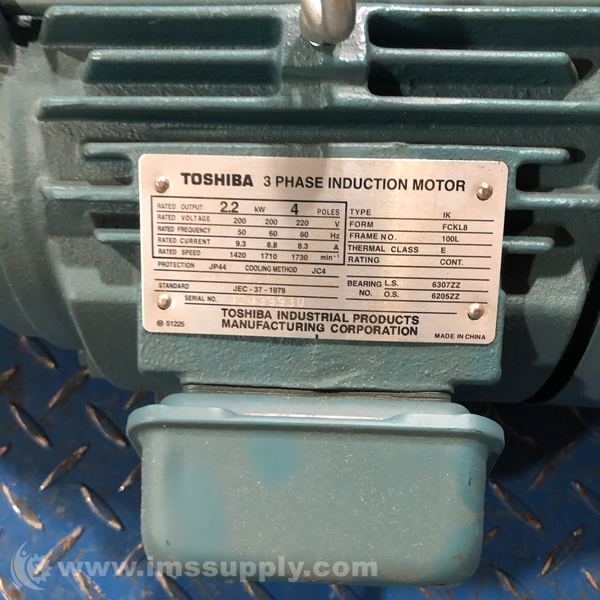 TOSHIBA 3 PHASE INDUCTION MOTOR
RATED OUTPUT 2.2 kW 4 POLES
RATED VOLTAGE 200 200 220 V
RATED FREQUENCY 50 60 60 Hz
RATED CURRENT 9.3 8.8 8.3 A
RATED SPEED 1420 1710 1730 min⁻¹
PROTECTION JP44 COOLING METHOD JC4
STANDARD JEC-37-1979
SERIAL NO.
TYPE IK
FORM FCKL8
FRAME NO. 100L
THERMAL CLASS E
RATING CONT.
BEARING L.S. 6307ZZ
NO. O.S. 6205ZZ
TOSHIBA INDUSTRIAL PRODUCTS
MANUFACTURING CORPORATION
51225
MADE IN CHINA
www.imssupply.com/